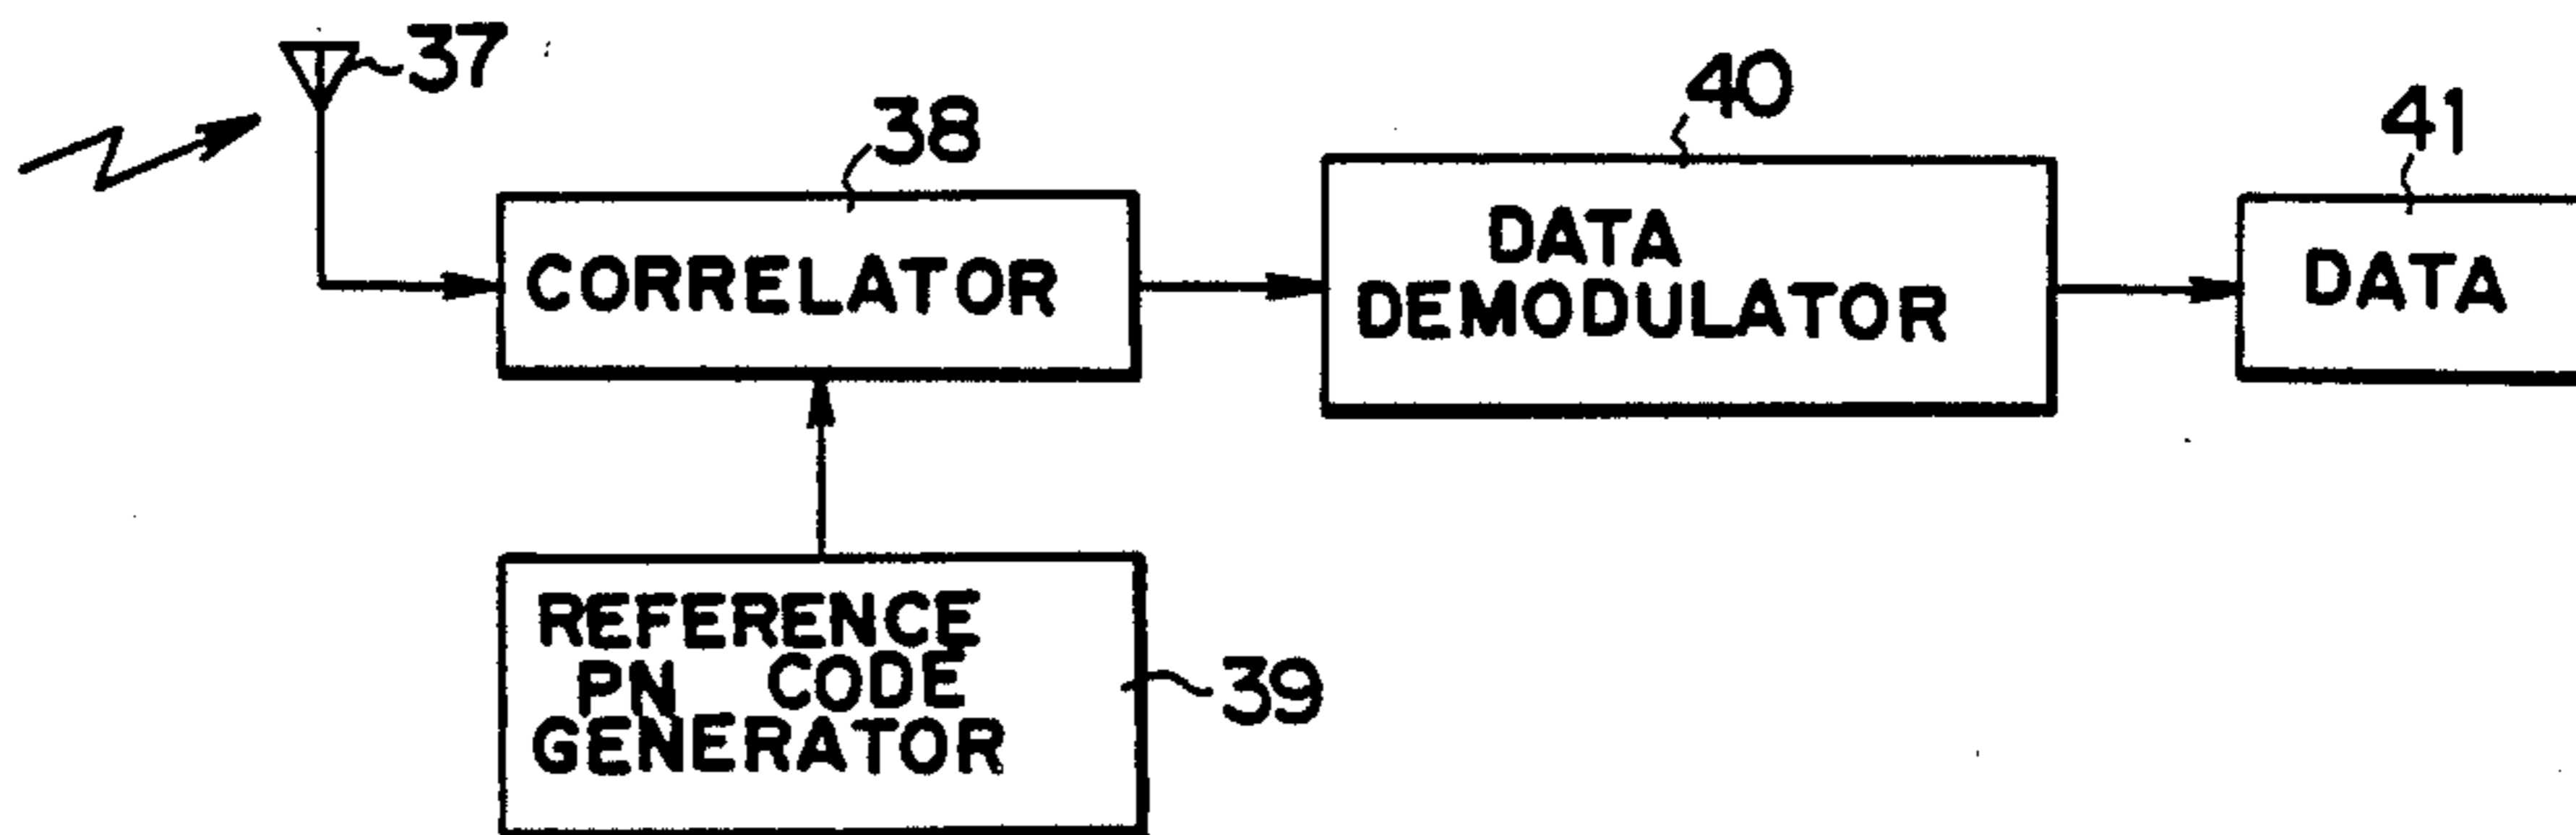 37
38
40
41
CORRELATOR
DATA
DEMODULATOR
DATA
REFERENCE
PN CODE
GENERATOR
39